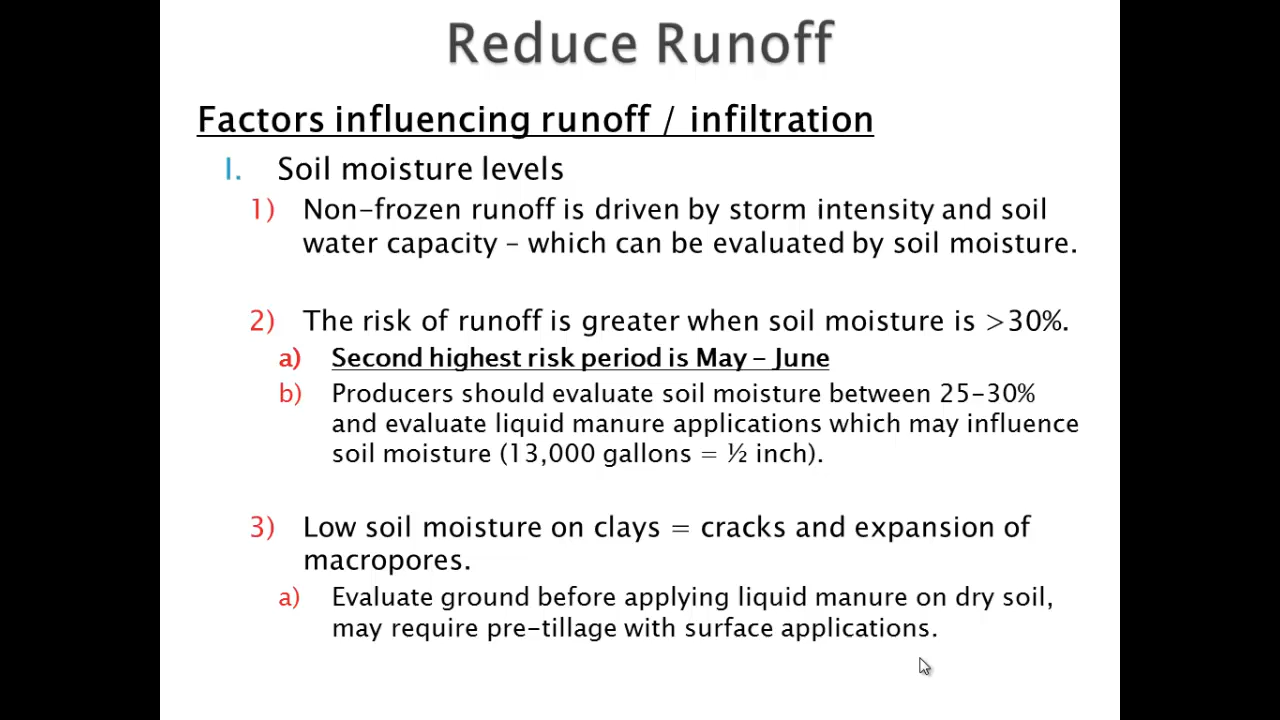 Reduce Runoff
Factors influencing runoff / infiltration
I. Soil moisture levels
1) Non-frozen runoff is driven by storm intensity and soil
water capacity – which can be evaluated by soil moisture.
2) The risk of runoff is greater when soil moisture is >30%.
a) Second highest risk period is May – June
b) Producers should evaluate soil moisture between 25-30%
and evaluate liquid manure applications which may influence
soil moisture (13,000 gallons = ½ inch).
3) Low soil moisture on clays = cracks and expansion of
macropores.
a) Evaluate ground before applying liquid manure on dry soil,
may require pre-tillage with surface applications.